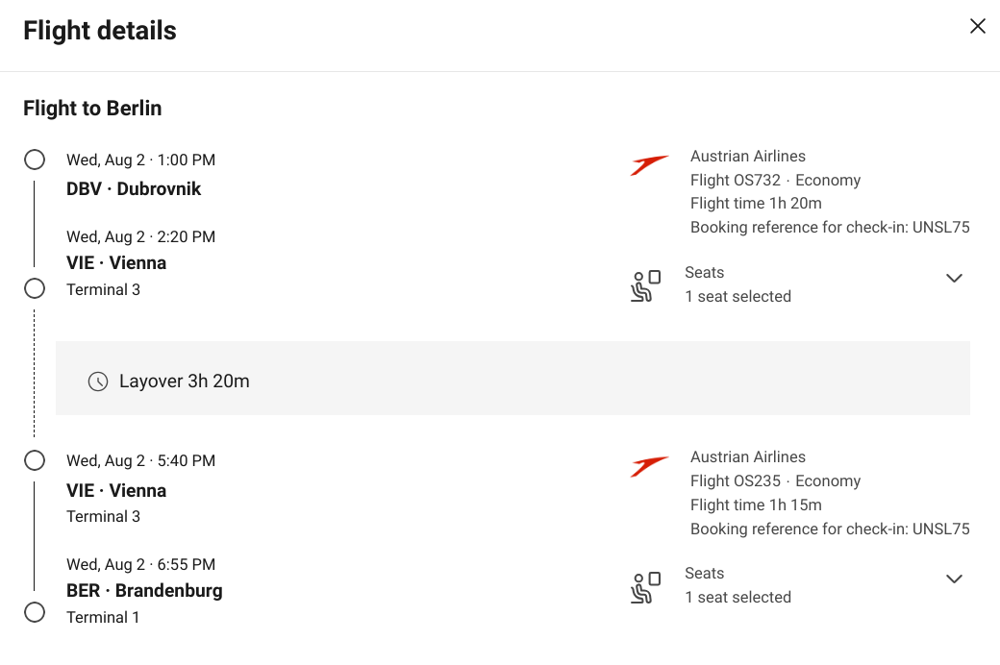 Flight details
Flight to Berlin
Wed, Aug 2 · 1:00 PM
DBV · Dubrovnik
Wed, Aug 2 · 2:20 PM
VIE · Vienna
Terminal 3
Austrian Airlines
Flight OS732 · Economy
Flight time 1h 20m
Booking reference for check-in: UNSL75
Seats
1 seat selected
Layover 3h 20m
Wed, Aug 2 · 5:40 PM
VIE · Vienna
Terminal 3
Wed, Aug 2 · 6:55 PM
BER · Brandenburg
Terminal 1
Austrian Airlines
Flight OS235 · Economy
Flight time 1h 15m
Booking reference for check-in: UNSL75
Seats
1 seat selected